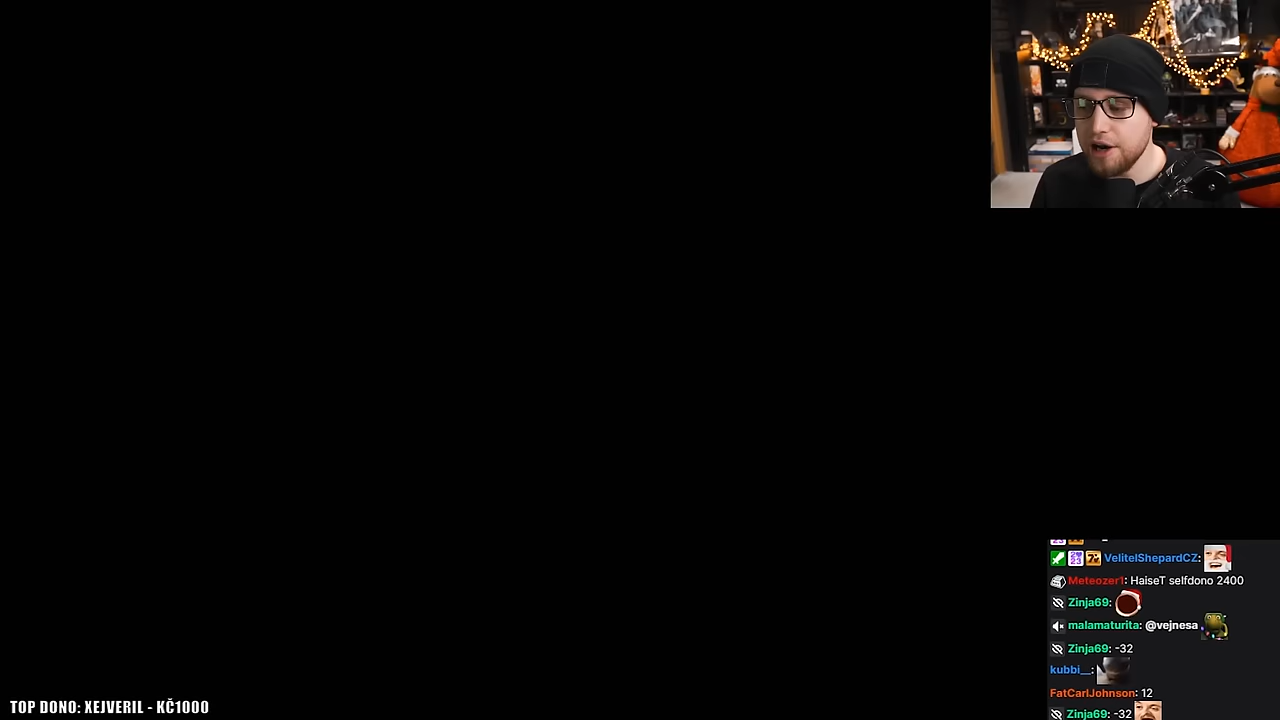 VelitelShepardCZ:
Meteozer1: HaiseT selfdono 2400
Zinja69:
malamaturita: @vejnesa
Zinja69: -32
kubbi__:
FatCarlJohnson: 12
Zinja69: -32
TOP DONO: XEJVERIL - KČ1000